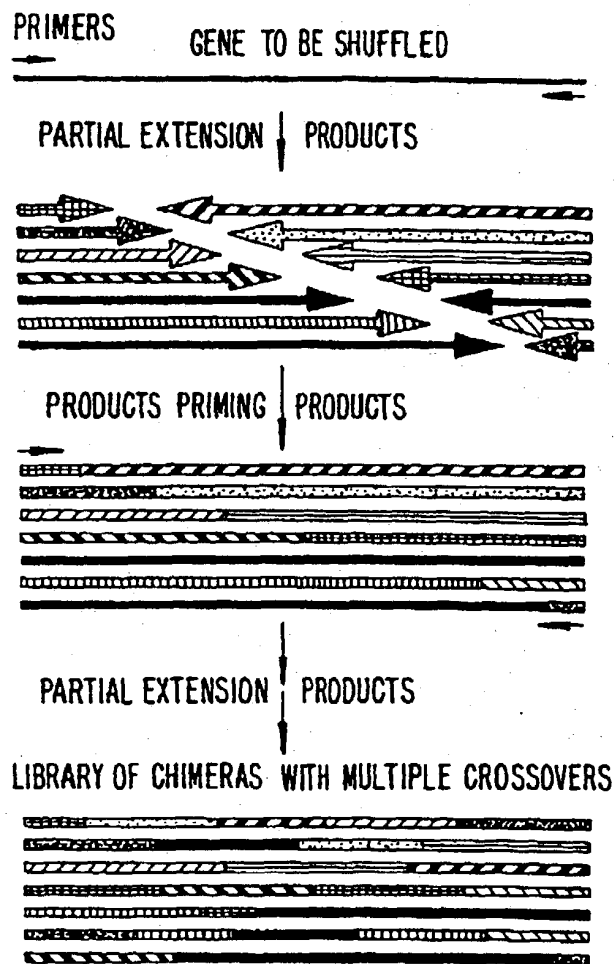 PRIMERS
GENE TO BE SHUFFLED
PARTIAL EXTENSION PRODUCTS
PRODUCTS PRIMING PRODUCTS
PARTIAL EXTENSION PRODUCTS
LIBRARY OF CHIMERAS WITH MULTIPLE CROSSOVERS